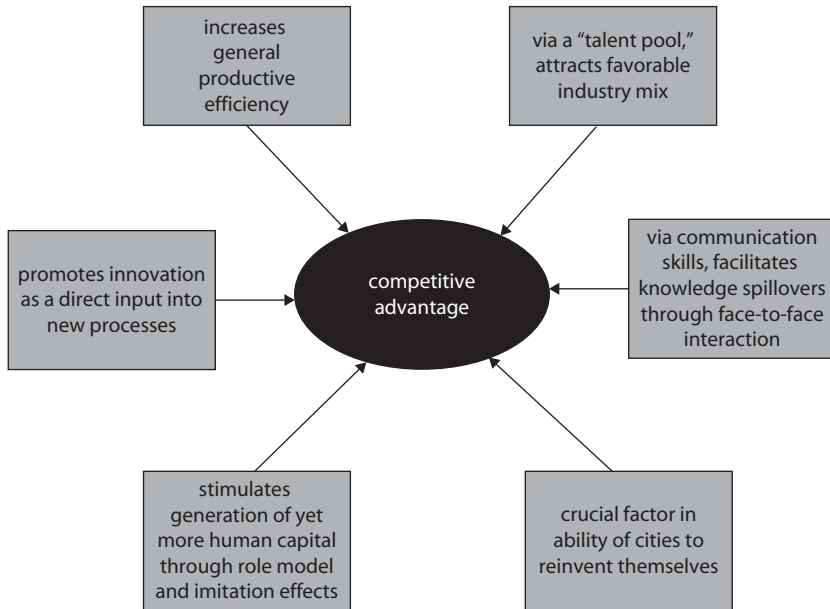 increases
general
productive
efficiency
via a “talent pool,”
attracts favorable
industry mix
promotes innovation
as a direct input into
new processes
competitive
advantage
via communication
skills, facilitates
knowledge spillovers
through face-to-face
interaction
stimulates
generation of yet
more human capital
through role model
and imitation effects
crucial factor in
ability of cities to
reinvent themselves